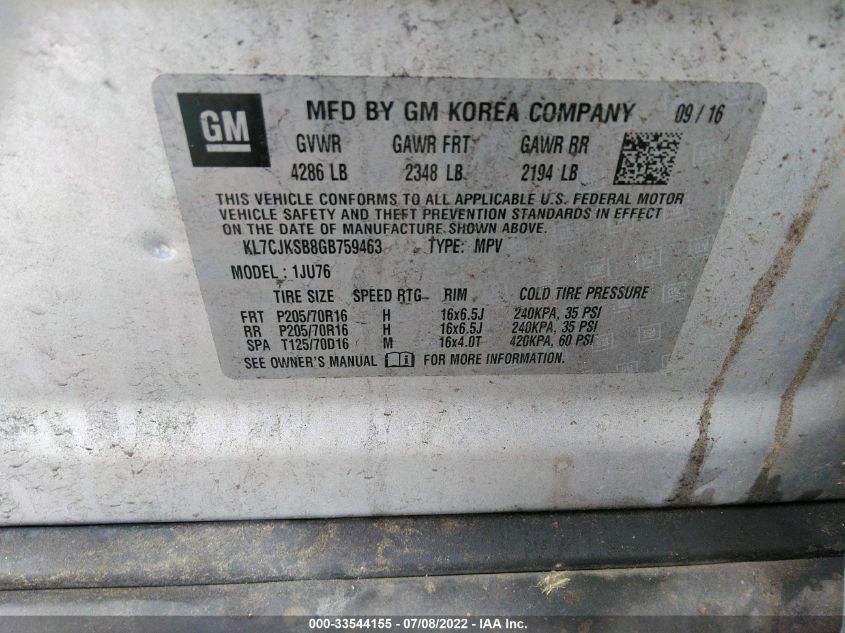 GM MFD BY GM KOREA COMPANY 09/16
GVWR GAWR FRT GAWR RR
4286 LB 2348 LB 2194 LB
THIS VEHICLE CONFORMS TO ALL APPLICABLE U.S. FEDERAL MOTOR
VEHICLE SAFETY AND THEFT PREVENTION STANDARDS IN EFFECT
ON THE DATE OF MANUFACTURE SHOWN ABOVE.
KL7CJKSB8GB759463 TYPE: MPV
MODEL : 1JU76
TIRE SIZE SPEED RTG RIM COLD TIRE PRESSURE
FRT P205/70R16 H 16x6.5J 240KPA, 35 PSI
RR P205/70R16 H 16x6.5J 240KPA, 35 PSI
SPA T125/70D16 M 16x4.0T 420KPA, 60 PSI
SEE OWNER'S MANUAL FOR MORE INFORMATION.
000-33544155 - 07/08/2022 - IAA Inc.